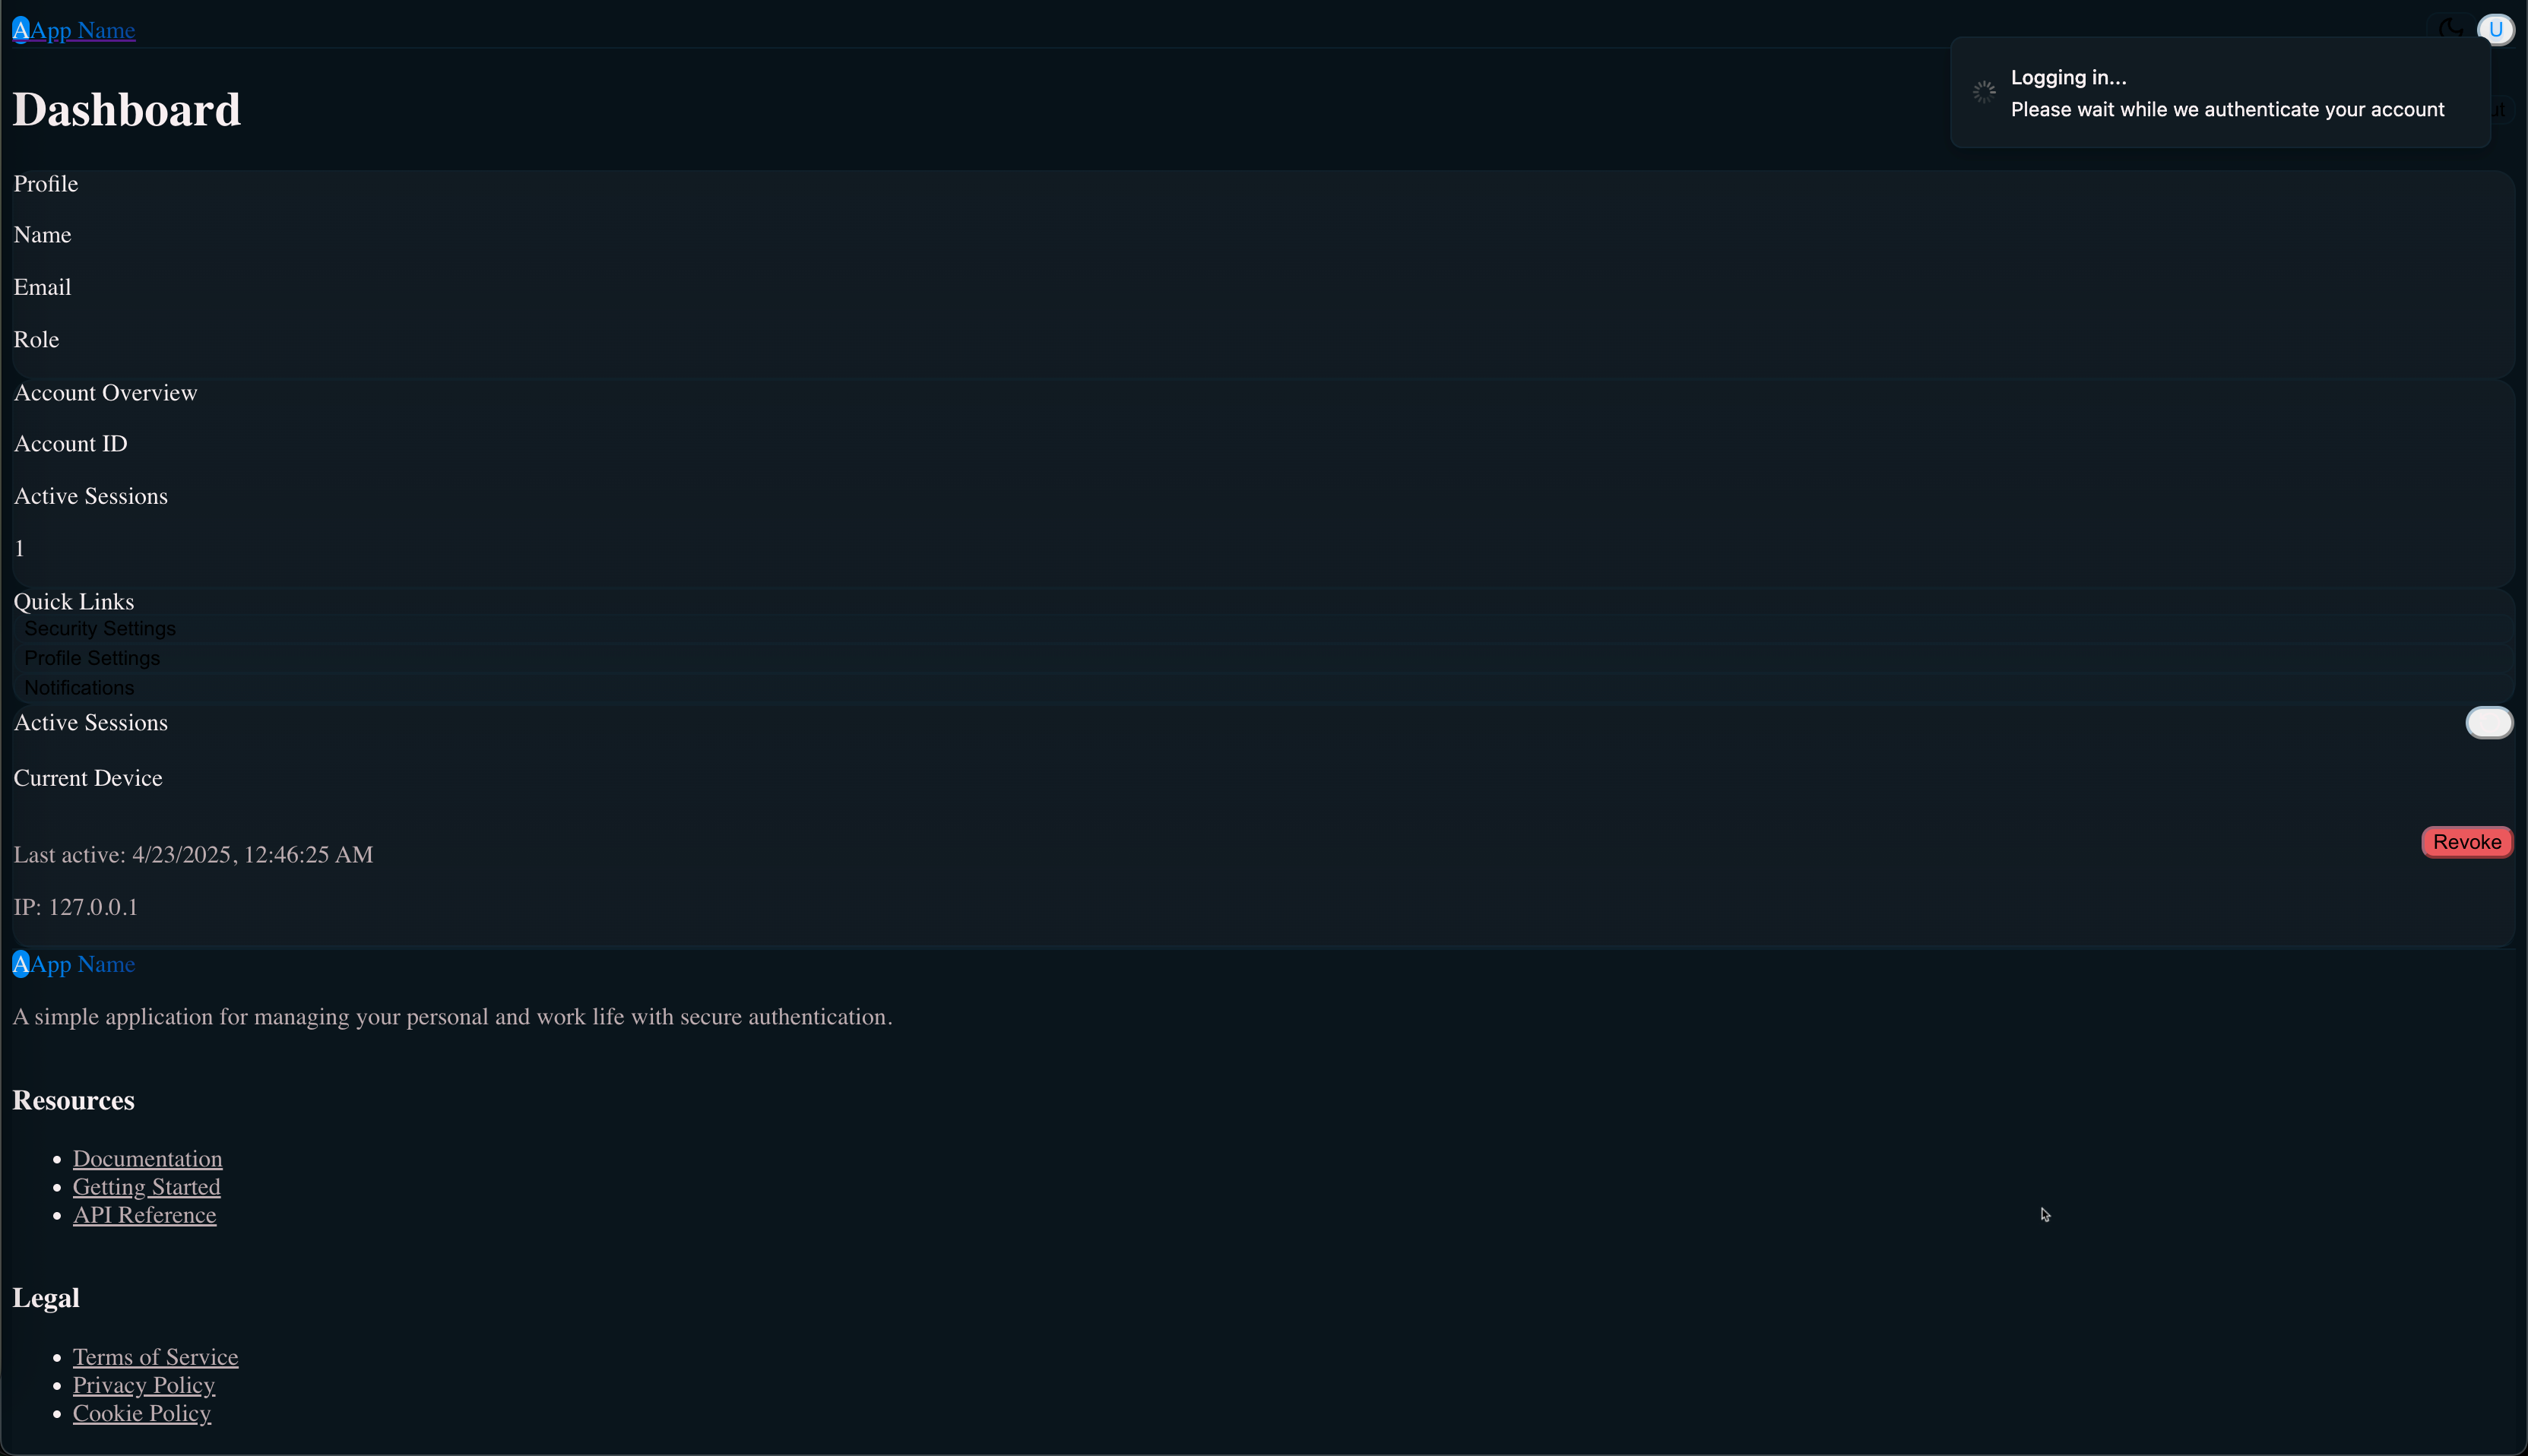 AApp Name
U
Logging in...
Please wait while we authenticate your account
Dashboard
Profile
Name
Email
Role
Account Overview
Account ID
Active Sessions
1
Quick Links
Security Settings
Profile Settings
Notifications
Active Sessions
Current Device
Last active: 4/23/2025, 12:46:25 AM
Revoke
IP: 127.0.0.1
AApp Name
A simple application for managing your personal and work life with secure authentication.
Resources
Documentation
Getting Started
API Reference
Legal
Terms of Service
Privacy Policy
Cookie Policy